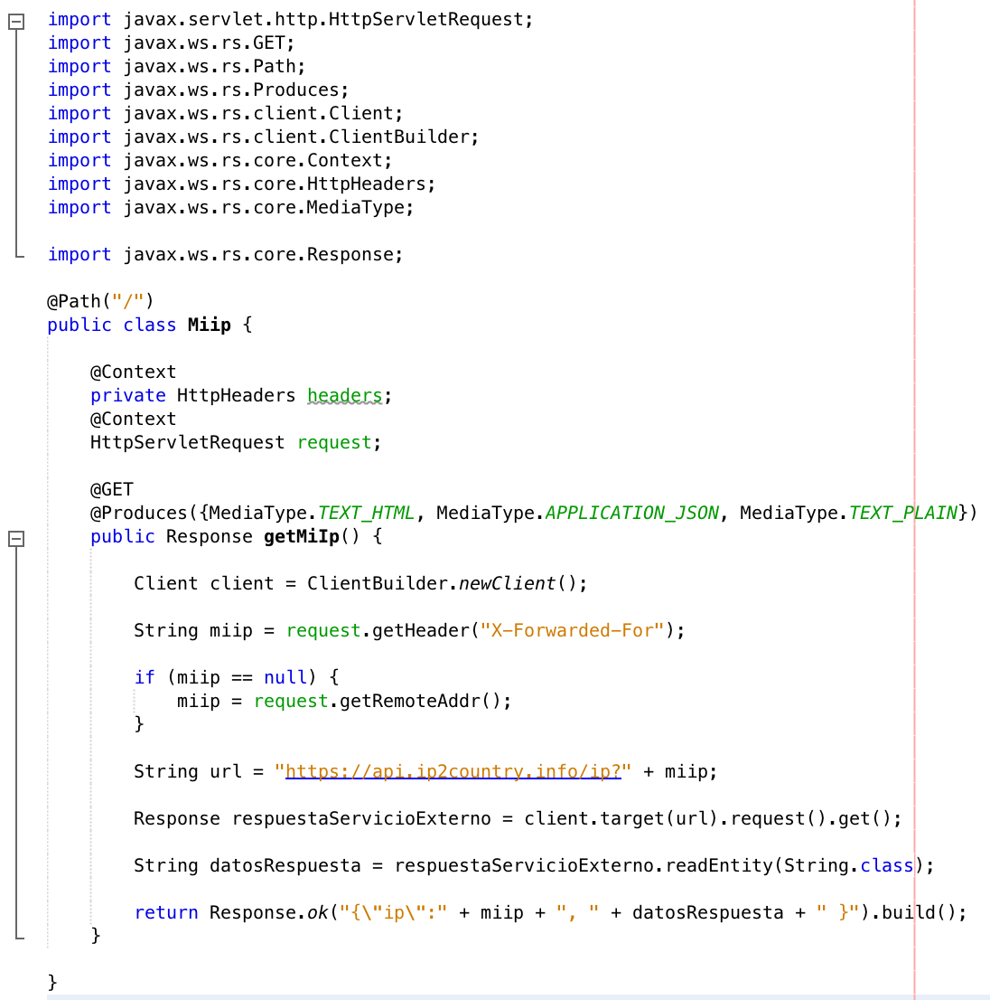 import javax.servlet.http.HttpServletRequest;
import javax.ws.rs.GET;
import javax.ws.rs.Path;
import javax.ws.rs.Produces;
import javax.ws.rs.client.Client;
import javax.ws.rs.client.ClientBuilder;
import javax.ws.rs.core.Context;
import javax.ws.rs.core.HttpHeaders;
import javax.ws.rs.core.MediaType;

import javax.ws.rs.core.Response;

@Path("/")
public class Miip {

    @Context
    private HttpHeaders headers;
    @Context
    HttpServletRequest request;

    @GET
    @Produces({MediaType.TEXT_HTML, MediaType.APPLICATION_JSON, MediaType.TEXT_PLAIN})
    public Response getMiIp() {

        Client client = ClientBuilder.newClient();

        String miip = request.getHeader("X-Forwarded-For");

        if (miip == null) {
            miip = request.getRemoteAddr();
        }

        String url = "https://api.ip2country.info/ip?" + miip;

        Response respuestaServicioExterno = client.target(url).request().get();

        String datosRespuesta = respuestaServicioExterno.readEntity(String.class);

        return Response.ok("{\"ip\":" + miip + ", " + datosRespuesta + " }").build();
    }

}